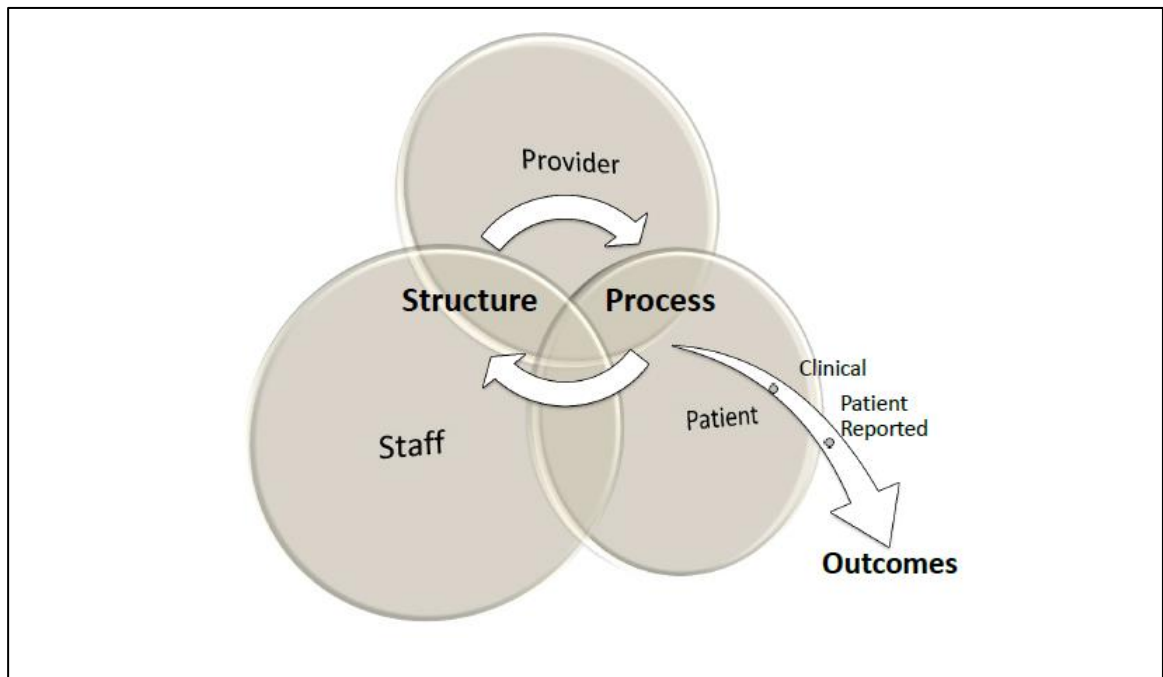 Provider
Structure
Process
Clinical
Patient
Reported
Patient
Staff
Outcomes